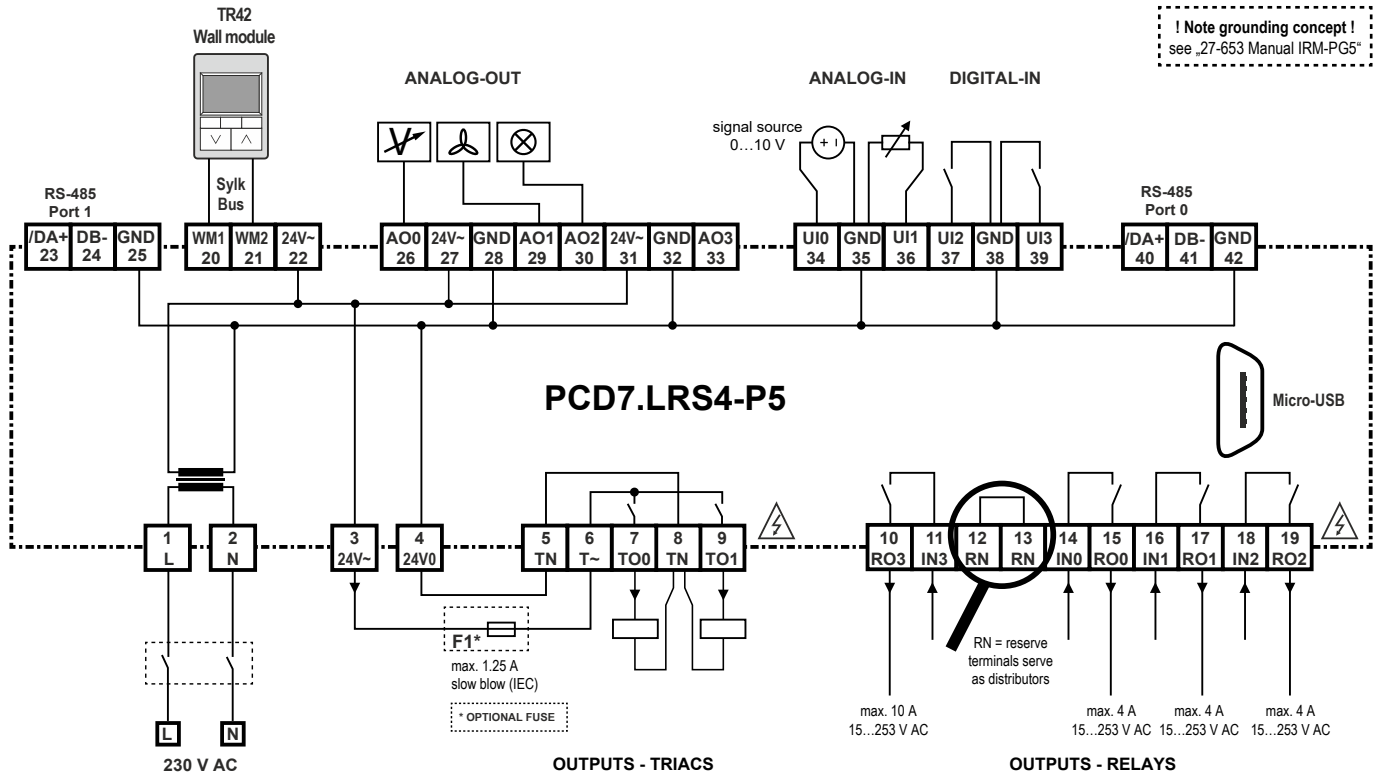 TR42
Wall module
! Note grounding concept !
see „27-653 Manual IRM-PG5“
ANALOG-OUT
ANALOG-IN
DIGITAL-IN
signal source
0...10 V
+ I
V
Sylk
Bus
RS-485
Port 1
RS-485
Port 0
/DA+ DB- GND
23 24 25
WM1 WM2 24V~
20 21 22
AO0 24V~ GND AO1 AO2 24V~ GND AO3
26 27 28 29 30 31 32 33
UI0 GND UI1 UI2 GND UI3
34 35 36 37 38 39
/DA+ DB- GND
40 41 42
PCD7.LRS4-P5
Micro-USB
1 2
L N
3 4
24V~ 24V0
5 6 7 8 9
TN T~ TO0 TN TO1
10 11 12 13 14 15 16 17 18 19
RO3 IN3 RN RN IN0 RO0 IN1 RO1 IN2 RO2
F1*
max. 1.25 A
slow blow (IEC)
* OPTIONAL FUSE
RN = reserve
terminals serve
as distributors
max. 10 A
15...253 V AC
max. 4 A
15...253 V AC
max. 4 A
15...253 V AC
max. 4 A
15...253 V AC
L N
230 V AC
OUTPUTS - TRIACS
OUTPUTS - RELAYS